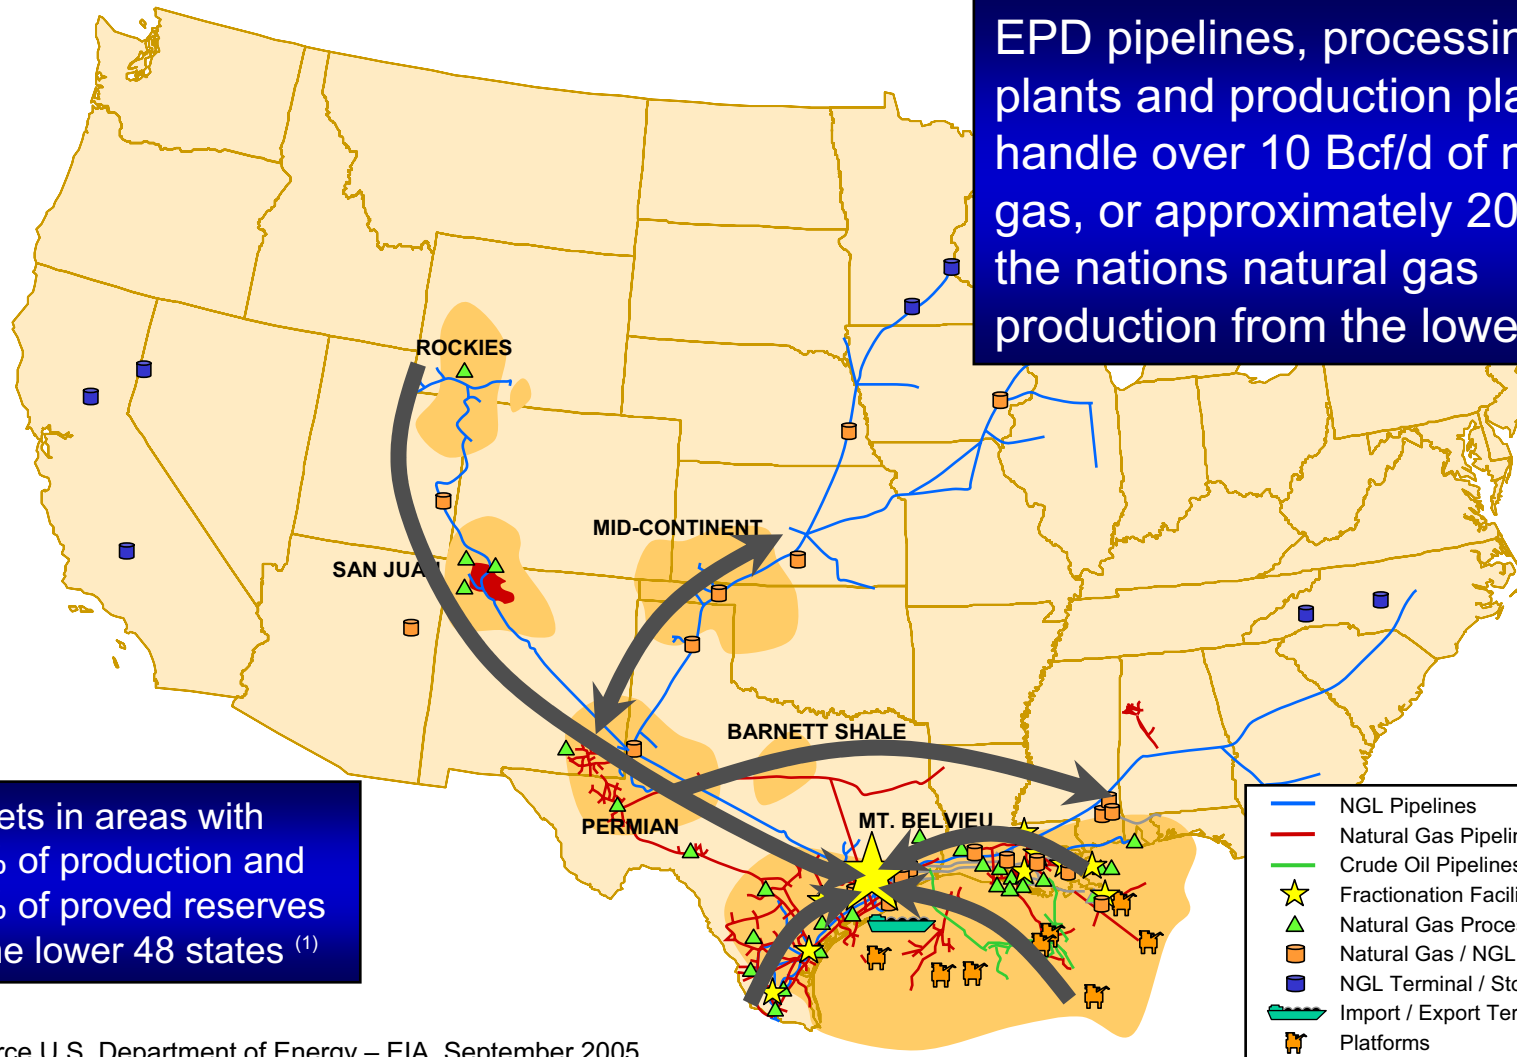 EPD pipelines, processin
plants and production pla
handle over 10 Bcf/d of n
gas, or approximately 20
the nations natural gas
production from the lowe
ROCKIES
MID-CONTINENT
SAN JUAN
BARNETT SHALE
PERMIAN
MT. BELVIEU
ets in areas with
% of production and
% of proved reserves
he lower 48 states (1)
NGL Pipelines
Natural Gas Pipelin
Crude Oil Pipelines
Fractionation Facili
Natural Gas Proce
Natural Gas / NGL
NGL Terminal / Sto
Import / Export Ter
Platforms
rce U.S. Department of Energy – EIA, September 2005